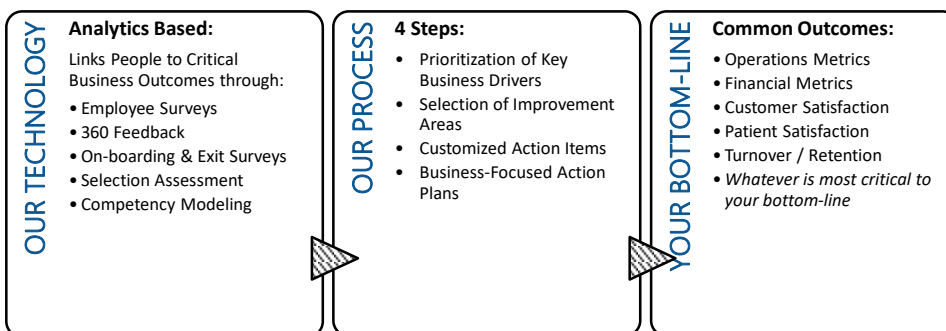 OUR TECHNOLOGY
Analytics Based:
Links People to Critical
Business Outcomes through:
• Employee Surveys
• 360 Feedback
• On-boarding & Exit Surveys
• Selection Assessment
• Competency Modeling
OUR PROCESS
4 Steps:
• Prioritization of Key
Business Drivers
• Selection of Improvement
Areas
• Customized Action Items
• Business-Focused Action
Plans
YOUR BOTTOM-LINE
Common Outcomes:
• Operations Metrics
• Financial Metrics
• Customer Satisfaction
• Patient Satisfaction
• Turnover / Retention
• Whatever is most critical to
your bottom-line